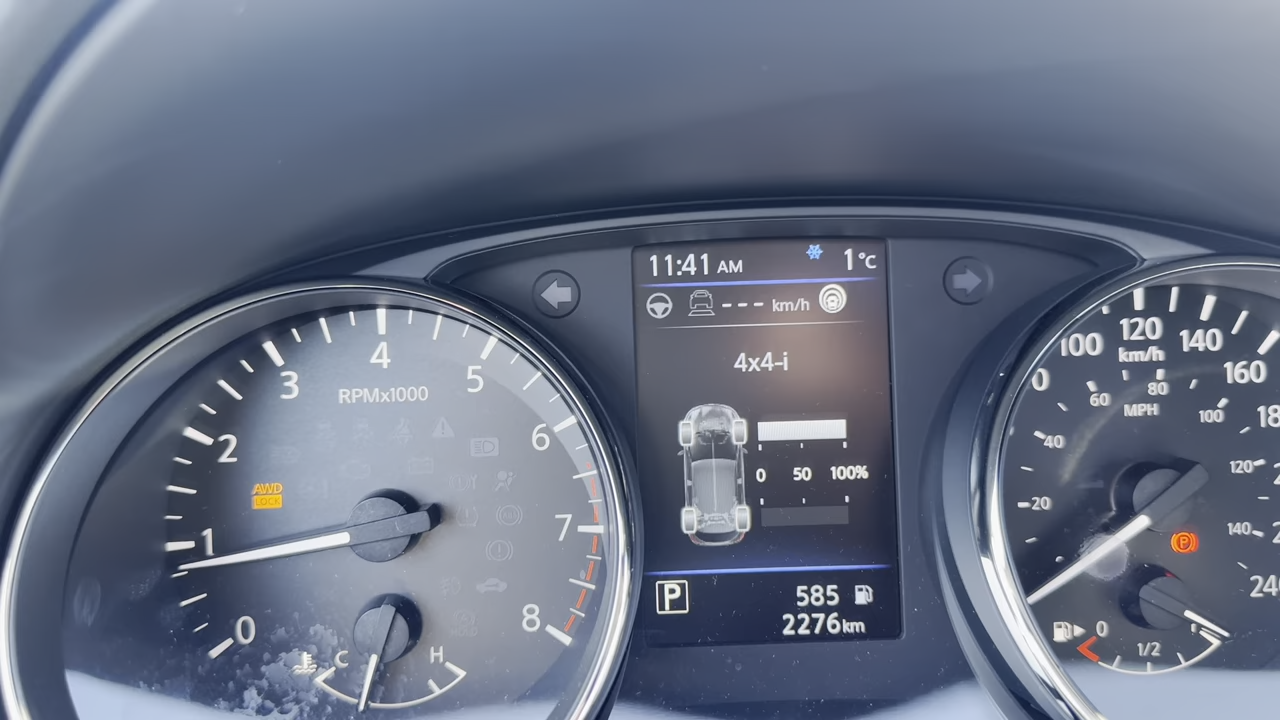 11:41 AM
1°C
--- km/h
4x4-i
0 50 100%
P
585
2276km
0
1
2
3
4
5
6
7
8
RPMx1000
AWD
LOCK
C H
100
120
140
160
km/h
MPH
20
40
60
80
100
120
140
240
P
0
1/2